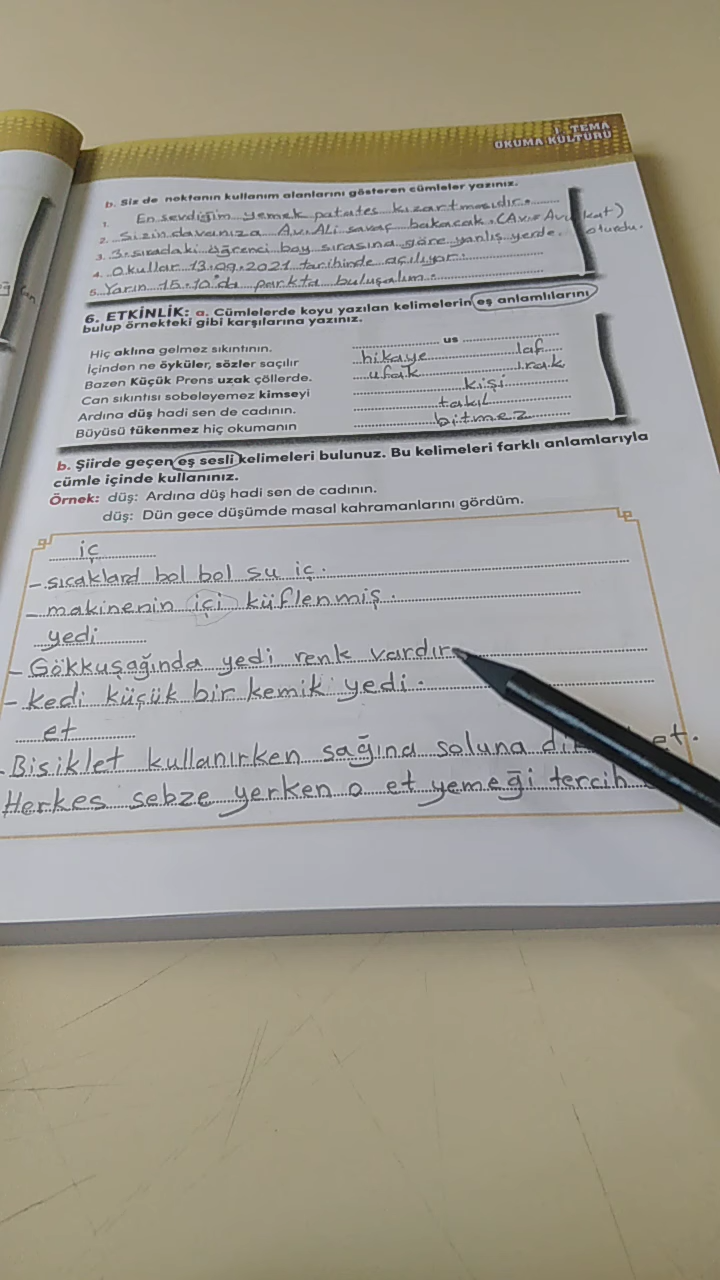 1. TEMA
OKUMA KÜLTÜRÜ
b. Siz de noktanın kullanım alanlarını gösteren cümleler yazınız.
1. En sevdiğim yemek patates kızartmasıdır.
2. Sizin davanıza Av. Ali savaş bakacak. (Av.=Avukat)
3. 3. sıradaki öğrenci boy sırasına göre yanlış yerde oturdu.
4. Okullar 13.09.2021 tarihinde açılıyor.
5. Yarın 15.10'da parkta buluşalım.
6. ETKİNLİK: a. Cümlelerde koyu yazılan kelimelerin eş anlamlılarını
bulup örnekteki gibi karşılarına yazınız.
Hiç aklına gelmez sıkıntının. us
İçinden ne öyküler, sözler saçılır hikaye laf
Bazen Küçük Prens uzak çöllerde. ufak ırak
Can sıkıntısı sobeleyemez kimseyi kişi
Ardına düş hadi sen de cadının. takıl
Büyüsü tükenmez hiç okumanın bitmez
b. Şiirde geçen eş sesli kelimeleri bulunuz. Bu kelimeleri farklı anlamlarıyla
cümle içinde kullanınız.
Örnek: düş: Ardına düş hadi sen de cadının.
düş: Dün gece düşümde masal kahramanlarını gördüm.
iç
- sıcaklard bol bol su iç.
- makinenin içi küflenmiş.
yedi
- Gökkuşağında yedi renk vardır
- kedi küçük bir kemik yedi.
et
- Bisiklet kullanırken sağına soluna et.
Herkes sebze yerken o et yemeği tercih